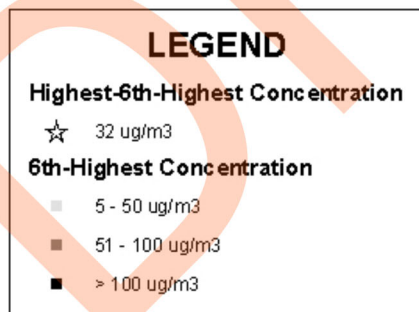 LEGEND
Highest-6th-Highest Concentration
32 ug/m3
6th-Highest Concentration
5 - 50 ug/m3
51 - 100 ug/m3
> 100 ug/m3